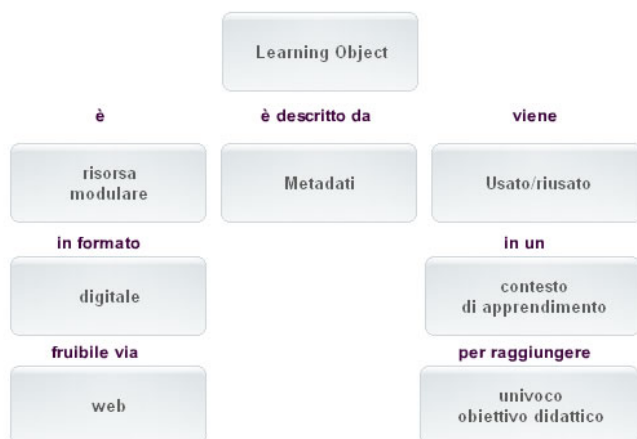 Learning Object
è è descritto da viene
risorsa
modulare
Metadati
Usato/riusato
in formato in un
digitale
contesto
di apprendimento
fruibile via per raggiungere
web
univoco
obiettivo didattico